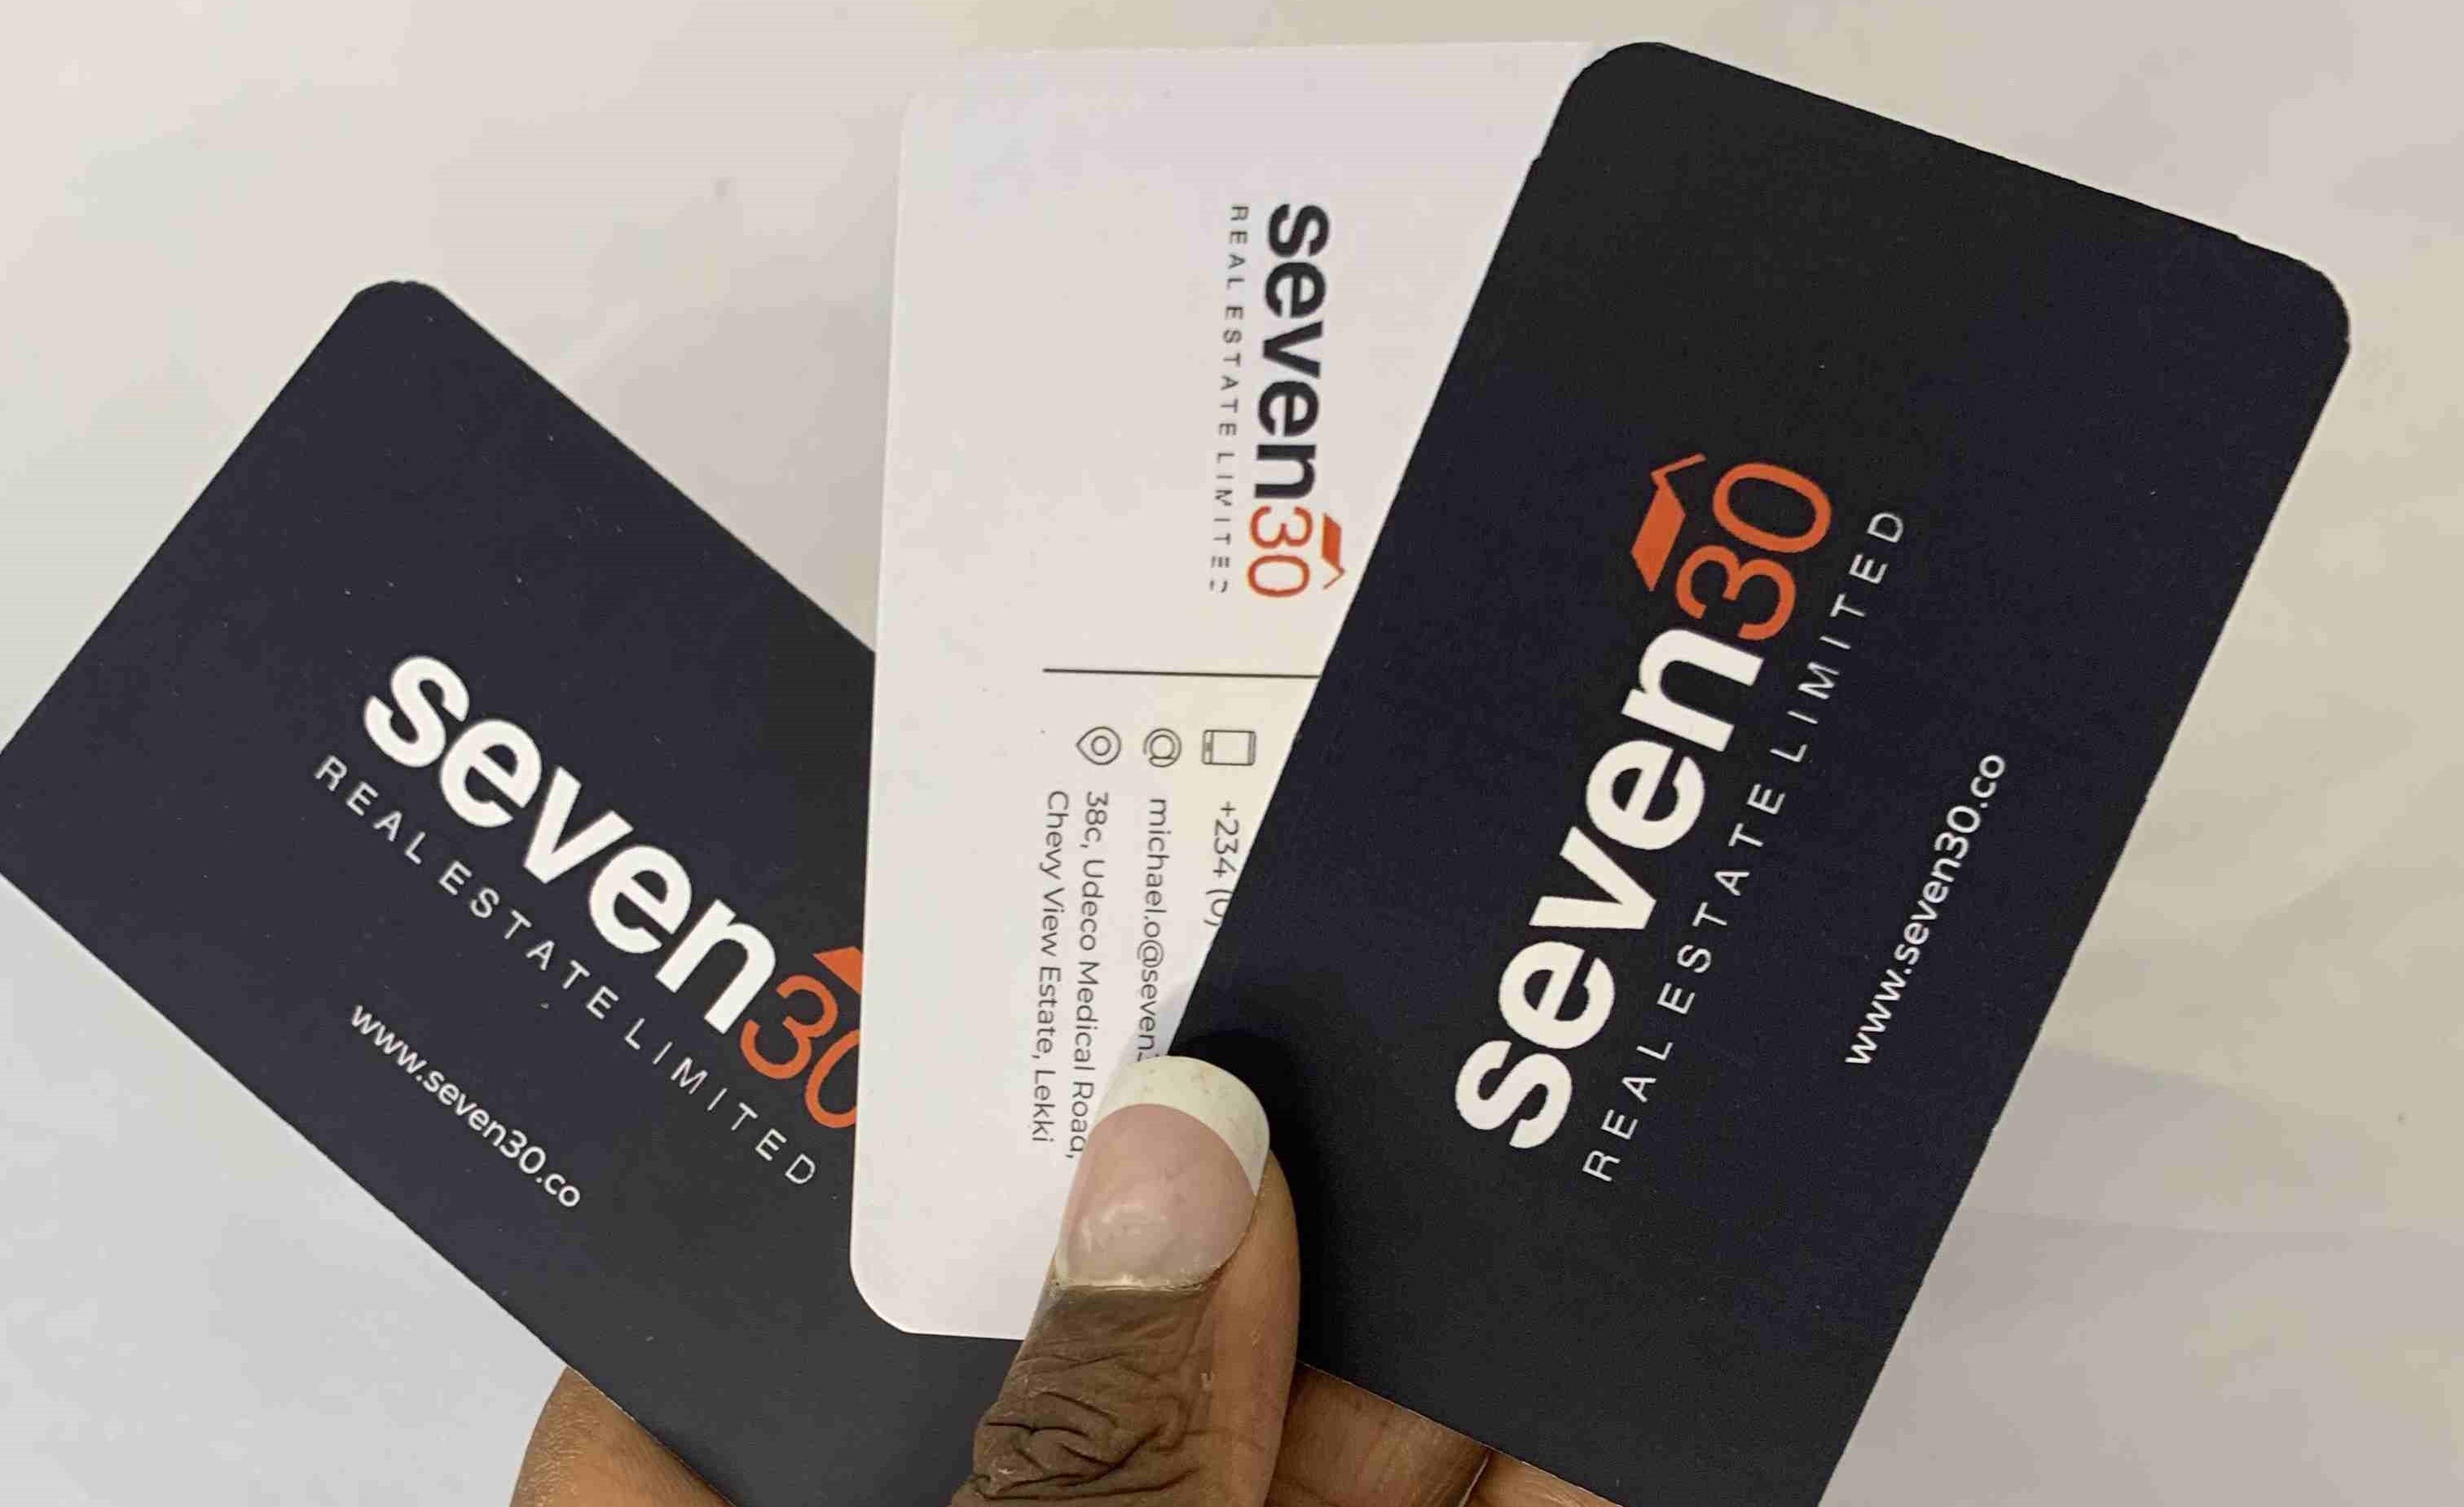 seven30
REAL ESTATE LIMITED
www.seven30.co
seven30
REAL ESTATE LIMITED
+234 (0)
michael.o@seven
38c, Udeco Medical Road,
Chevy View Estate, Lekki
seven30
REAL ESTATE LIMITED
www.seven30.co